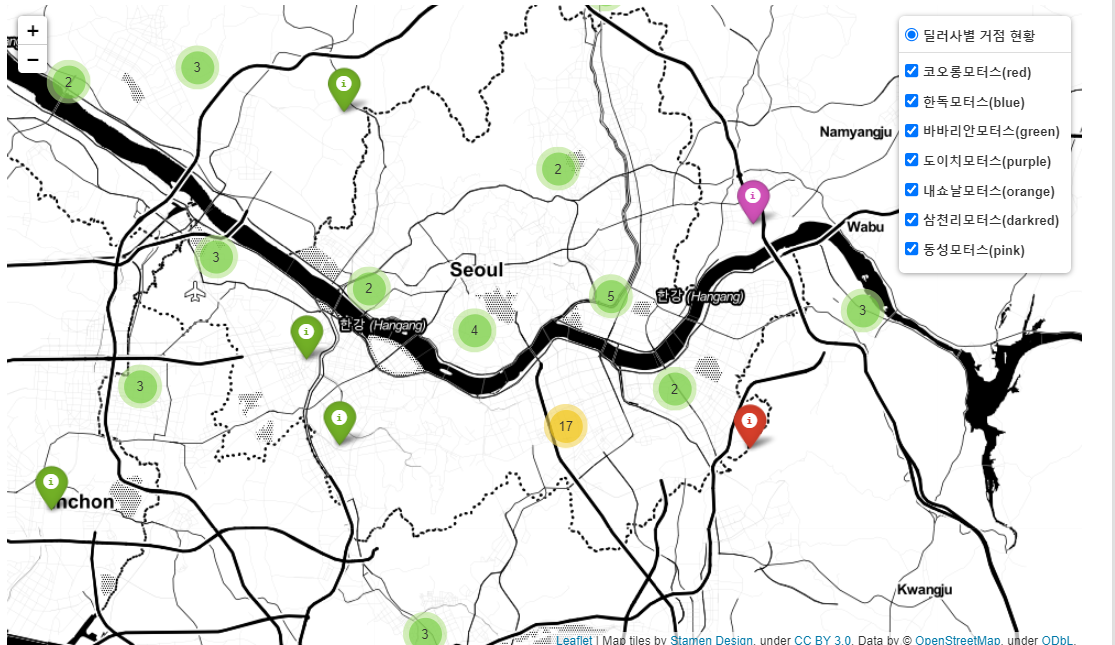 +
−
딜러사별 거점 현황
코오롱모터스(red)
한독모터스(blue)
바바리안모터스(green)
도이치모터스(purple)
내쇼날모터스(orange)
삼천리모터스(darkred)
동성모터스(pink)
3
2
i
2
Namyangju
i
Wabu
3
Seoul
2
5
한강 (Hangang)
3
한강 (Hangang)
4
i
3
2
i
17
i
i
nchon
Kwangju
3
Leaflet | Map tiles by Stamen Design, under CC BY 3.0. Data by © OpenStreetMap, under ODbL.